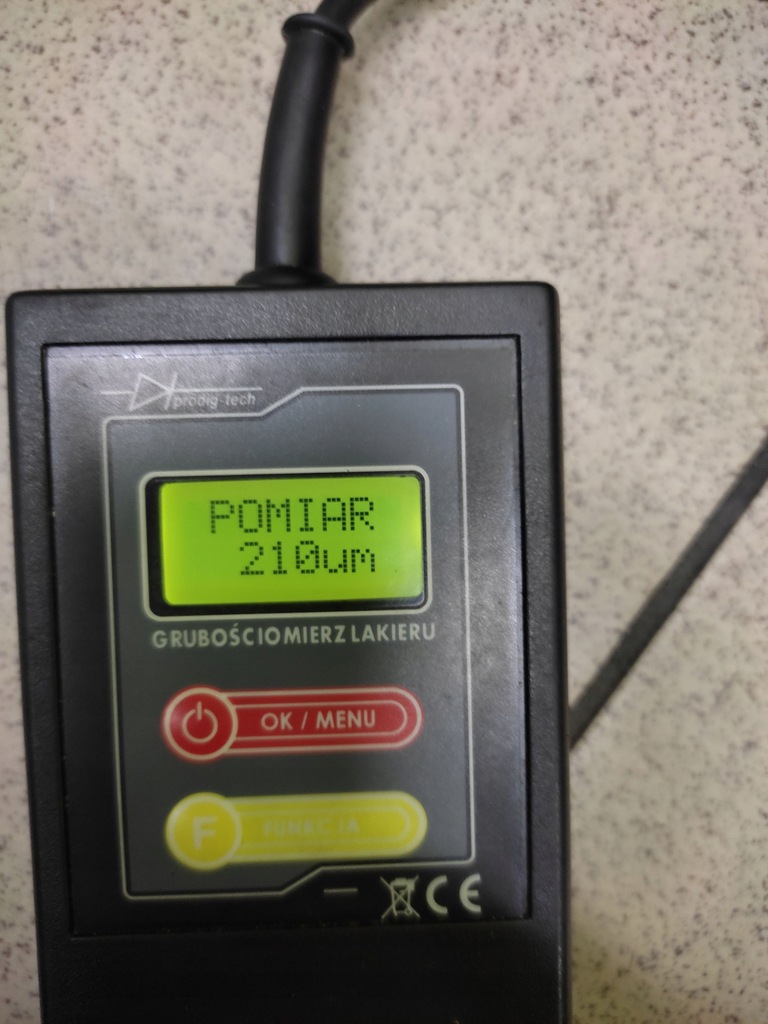 prodig-tech
POMIAR
210um
GRUBOŚCIOMIERZ LAKIERU
OK / MENU
F FUNKCJA
CE